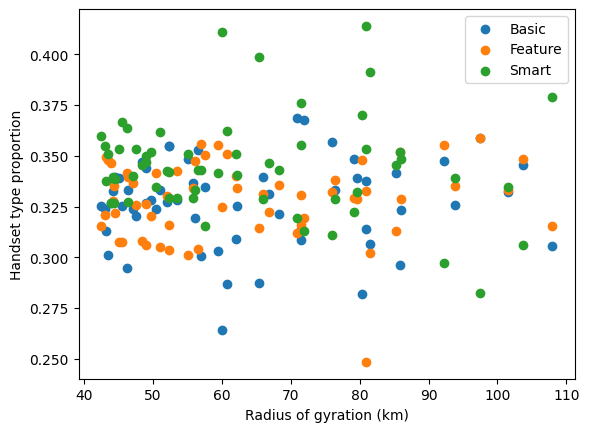 Basic
Feature
Smart
0.400
0.375
0.350
0.325
0.300
0.275
0.250
Handset type proportion
40 50 60 70 80 90 100 110
Radius of gyration (km)